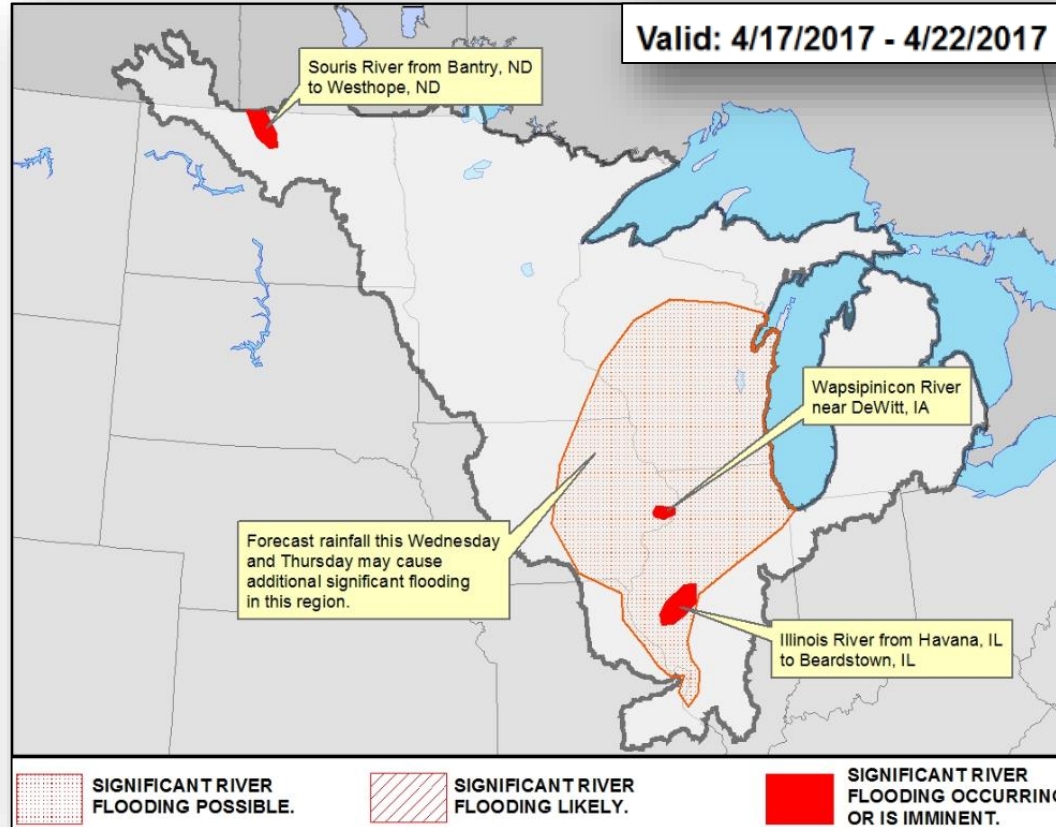 Valid: 4/17/2017 - 4/22/2017
Souris River from Bantry, ND
to Westhope, ND
Wapsipinicon River
near DeWitt, IA
Forecast rainfall this Wednesday
and Thursday may cause
additional significant flooding
in this region.
Illinois River from Havana, IL
to Beardstown, IL
SIGNIFICANT RIVER
FLOODING POSSIBLE.
SIGNIFICANT RIVER
FLOODING LIKELY.
SIGNIFICANT RIVER
FLOODING OCCURRING
OR IS IMMINENT.